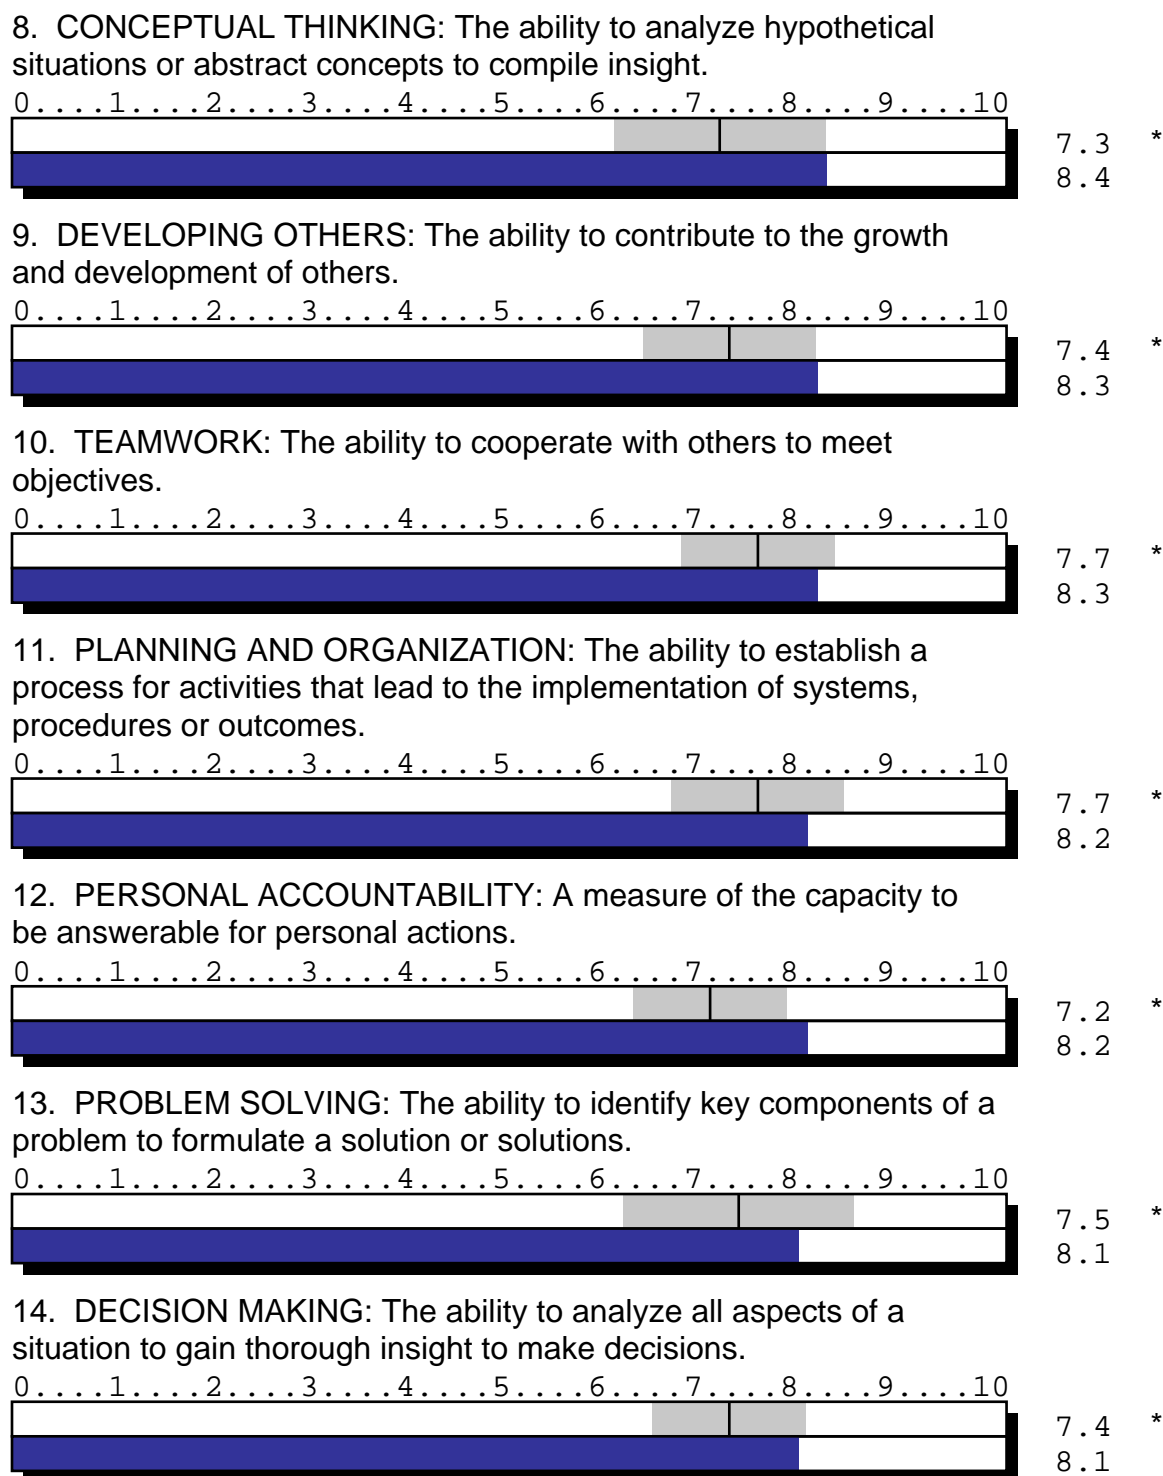 8. CONCEPTUAL THINKING: The ability to analyze hypothetical
situations or abstract concepts to compile insight.
0....1....2....3....4....5....6....7....8....9....10
7.3 *
8.4
9. DEVELOPING OTHERS: The ability to contribute to the growth
and development of others.
0....1....2....3....4....5....6....7....8....9....10
7.4 *
8.3
10. TEAMWORK: The ability to cooperate with others to meet
objectives.
0....1....2....3....4....5....6....7....8....9....10
7.7 *
8.3
11. PLANNING AND ORGANIZATION: The ability to establish a
process for activities that lead to the implementation of systems,
procedures or outcomes.
0....1....2....3....4....5....6....7....8....9....10
7.7 *
8.2
12. PERSONAL ACCOUNTABILITY: A measure of the capacity to
be answerable for personal actions.
0....1....2....3....4....5....6....7....8....9....10
7.2 *
8.2
13. PROBLEM SOLVING: The ability to identify key components of a
problem to formulate a solution or solutions.
0....1....2....3....4....5....6....7....8....9....10
7.5 *
8.1
14. DECISION MAKING: The ability to analyze all aspects of a
situation to gain thorough insight to make decisions.
0....1....2....3....4....5....6....7....8....9....10
7.4 *
8.1